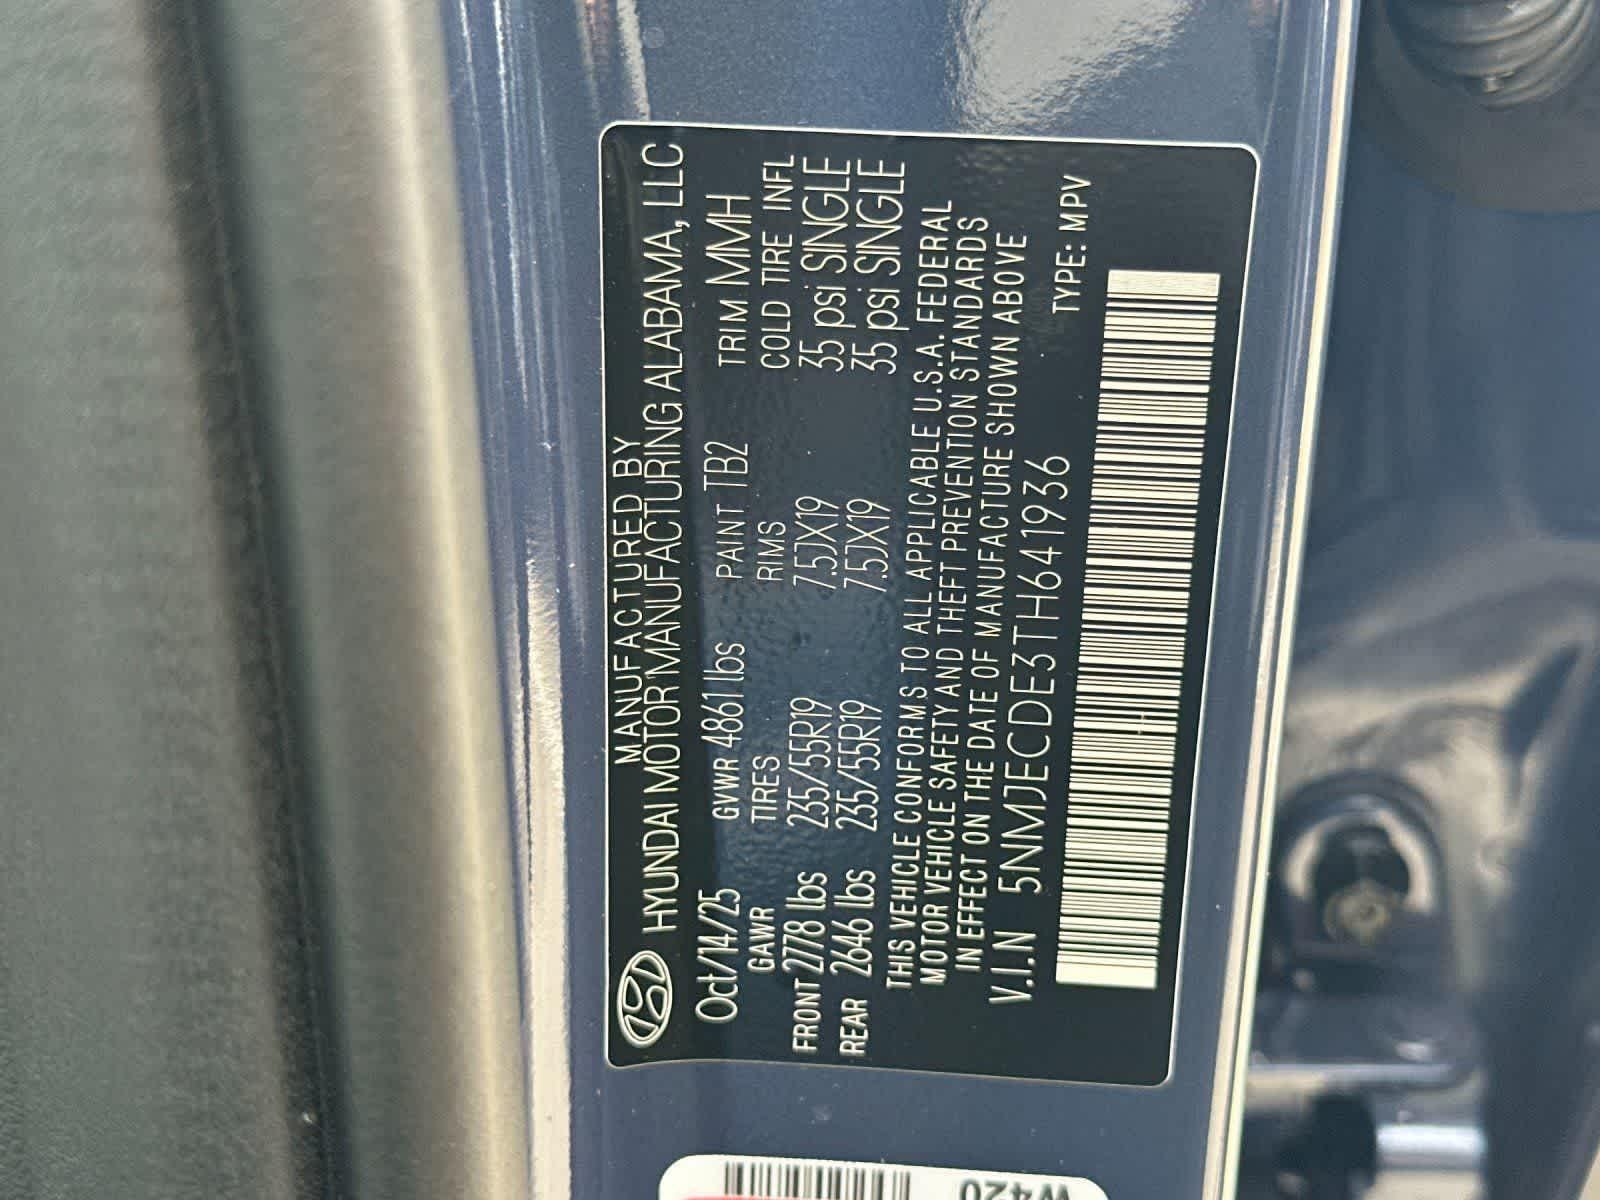 MANUFACTURED BY
HYUNDAI MOTOR MANUFACTURING ALABAMA, LLC
Oct/14/25 GVWR 4861 lbs PAINT TB2 TRIM MMH
GAWR TIRES RIMS COLD TIRE INFL
FRONT 2778 lbs 235/55R19 7.5JX19 35 psi SINGLE
REAR 2646 lbs 235/55R19 7.5JX19 35 psi SINGLE
THIS VEHICLE CONFORMS TO ALL APPLICABLE U.S.A. FEDERAL
MOTOR VEHICLE SAFETY AND THEFT PREVENTION STANDARDS
IN EFFECT ON THE DATE OF MANUFACTURE SHOWN ABOVE
V.I.N 5NMJECDE3TH641936 TYPE: MPV
W420